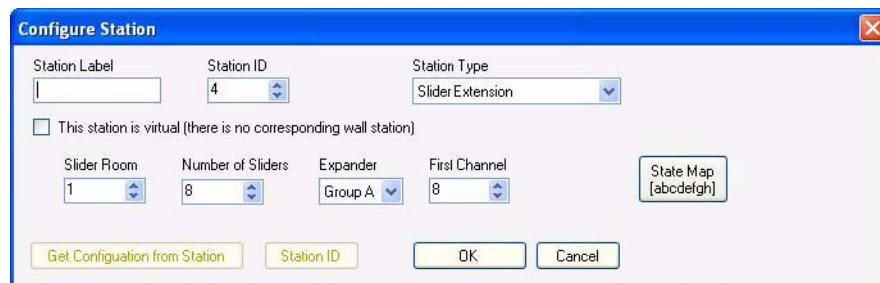 Configure Station
Station Label Station ID Station Type
4 Slider Extension
This station is virtual (there is no corresponding wall station)
Slider Room Number of Sliders Expander First Channel
1 8 Group A 8
State Map
[abcdefgh]
Get Configuation from Station Station ID OK Cancel